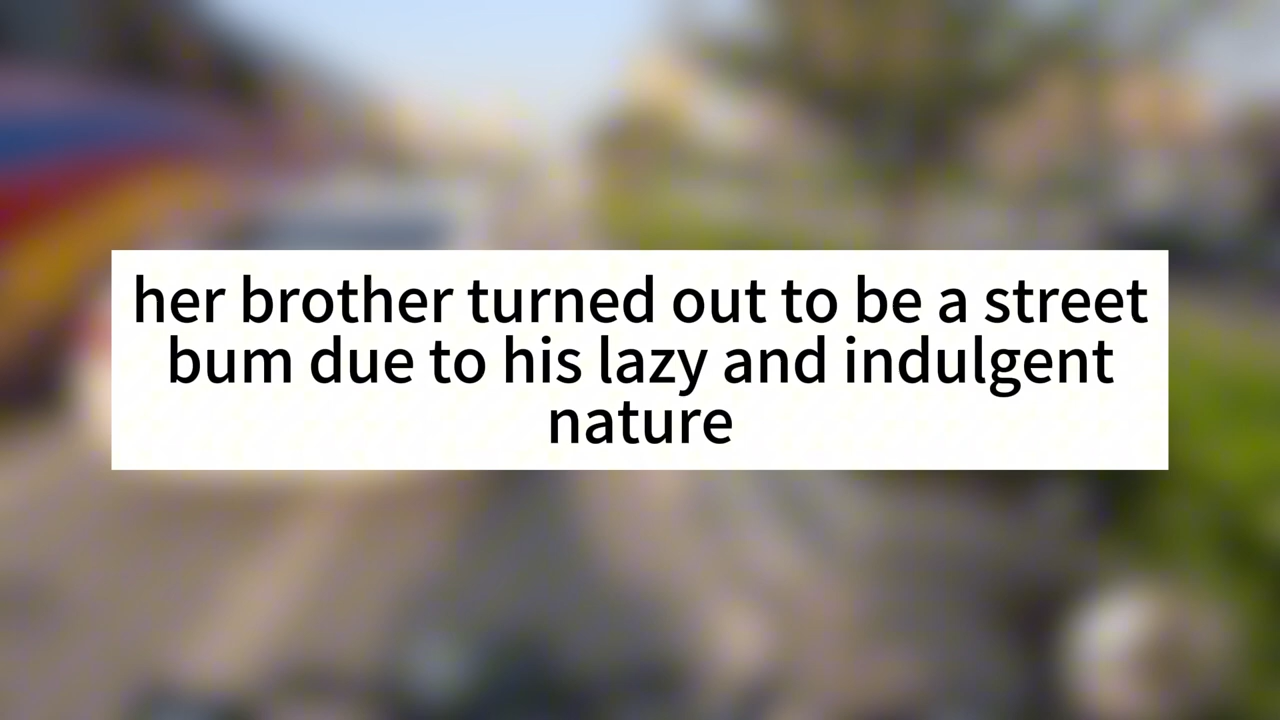 her brother turned out to be a street
bum due to his lazy and indulgent
nature